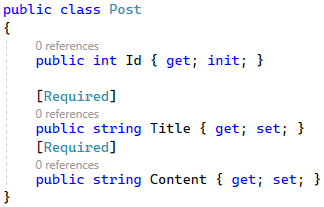 public class Post
{
0 references
public int Id { get; init; }
[Required]
0 references
public string Title { get; set; }
[Required]
0 references
public string Content { get; set; }
}